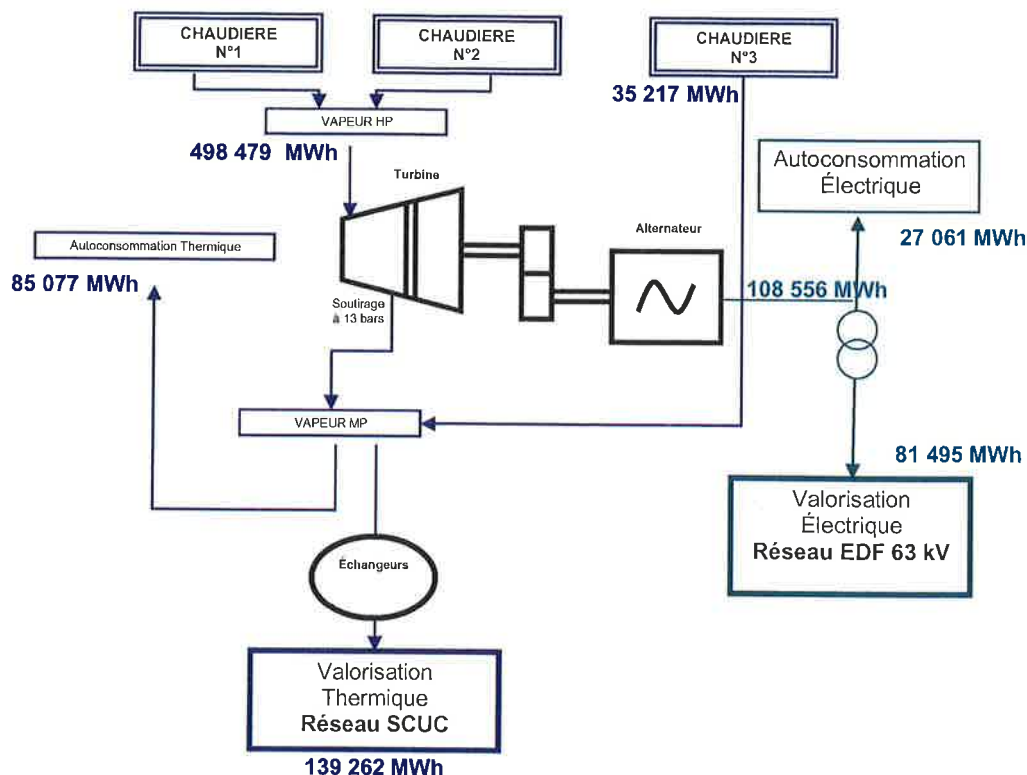 CHAUDIERE
N°1
CHAUDIERE
N°2
CHAUDIERE
N°3
35 217 MWh
VAPEUR HP
498 479 MWh
Turbine
Autoconsommation
Électrique
27 061 MWh
Autoconsommation Thermique
85 077 MWh
Alternateur
108 556 MWh
Soutirage
à 13 bars
VAPEUR MP
81 495 MWh
Valorisation
Électrique
Réseau EDF 63 kV
Échangeurs
Valorisation
Thermique
Réseau SCUC
139 262 MWh